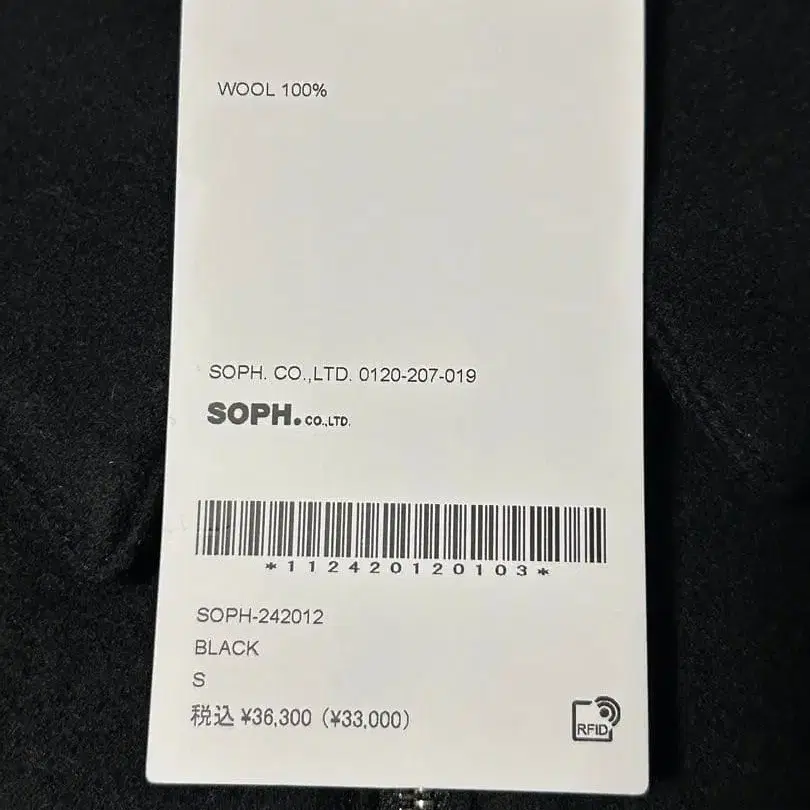 WOOL 100%
SOPH. CO.,LTD. 0120-207-019
SOPH. CO.,LTD.
*112420120103*
SOPH-242012
BLACK
S
税込 ¥36,300 (¥33,000)
RFID